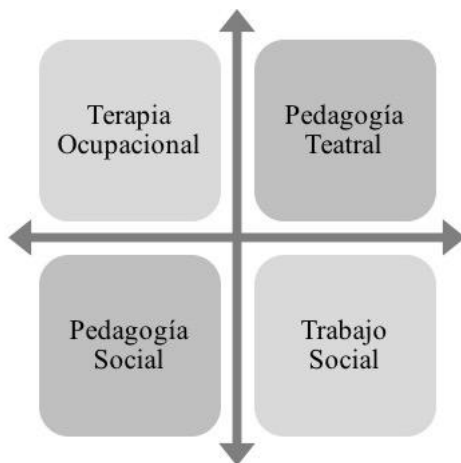 Terapia
Ocupacional
Pedagogía
Teatral
Pedagogía
Social
Trabajo
Social